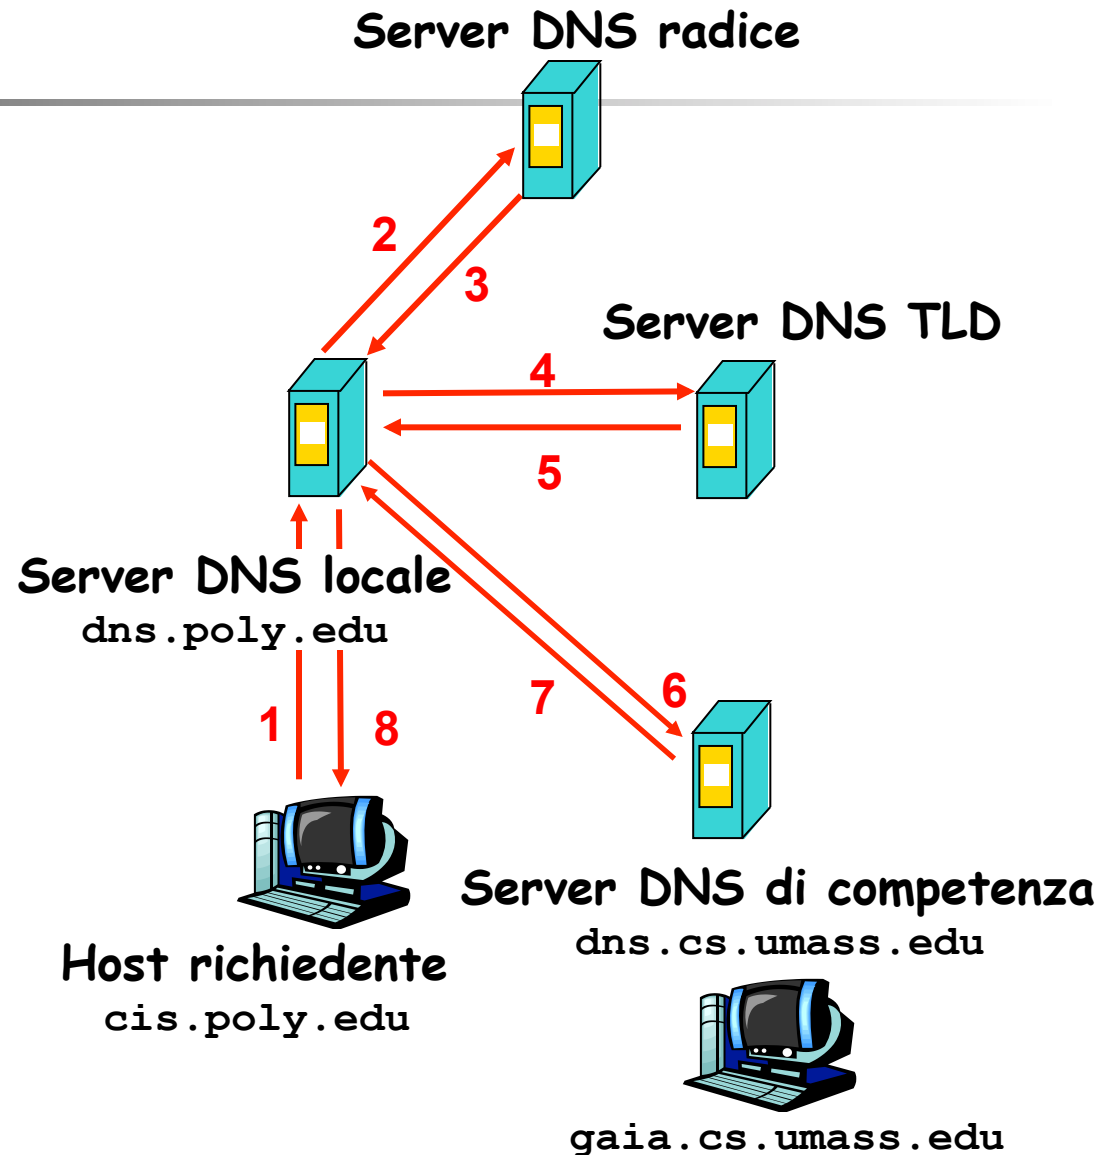 Server DNS radice
2
3
Server DNS TLD
4
5
Server DNS locale
dns.poly.edu
7
6
1
8
Server DNS di competenza
dns.cs.umass.edu
Host richiedente
cis.poly.edu
gaia.cs.umass.edu